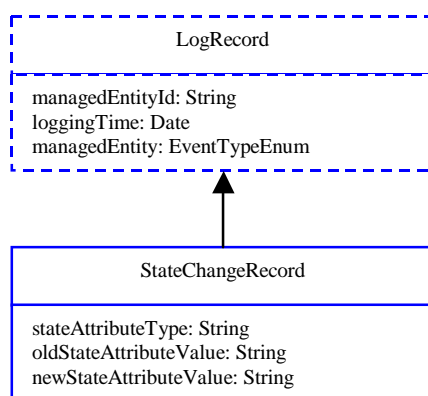 LogRecord
managedEntityId: String
loggingTime: Date
managedEntity: EventTypeEnum
StateChangeRecord
stateAttributeType: String
oldStateAttributeValue: String
newStateAttributeValue: String